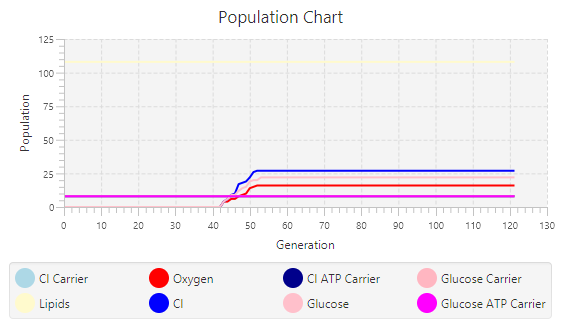 Population Chart
125
100
75
50
25
0
Population
0 10 20 30 40 50 60 70 80 90 100 110 120 130
Generation
Cl Carrier Oxygen Cl ATP Carrier Glucose Carrier
Lipids Cl Glucose Glucose ATP Carrier